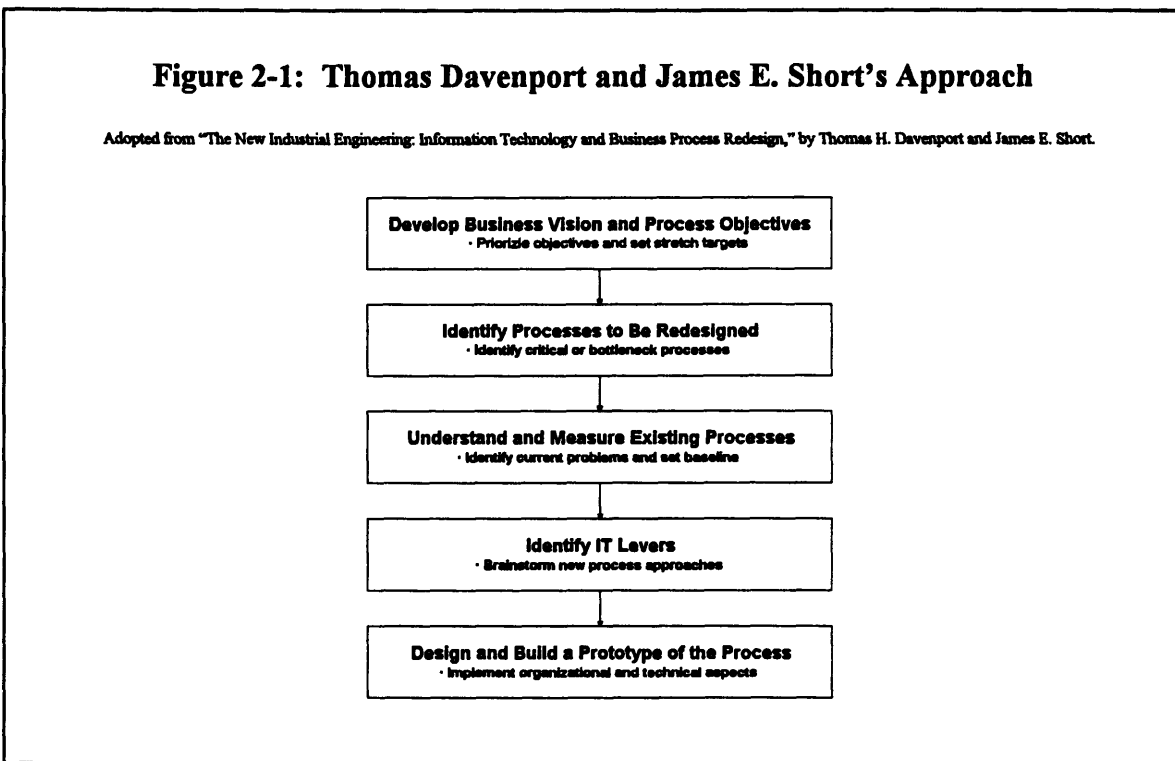 Figure 2-1: Thomas Davenport and James E. Short's Approach
Adopted from "The New Industrial Engineering: Information Technology and Business Process Redesign," by Thomas H. Davenport and James E. Short.
Develop Business Vision and Process Objectives
· Priorizie objectives and set stretch targets
Identify Processes to Be Redesigned
· Identify critical or bottleneck processes
Understand and Measure Existing Processes
· Identify current problems and set baseline
Identify IT Levers
· Brainstorm new process approaches
Design and Build a Prototype of the Process
· Implement organizational and technical aspects